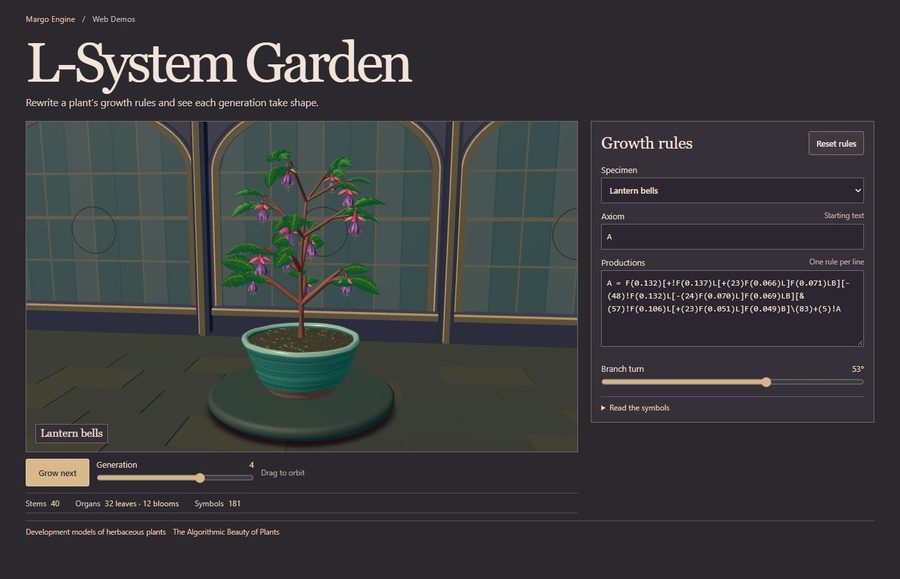 Margo Engine / Web Demos
L-System Garden
Rewrite a plant's growth rules and see each generation take shape.
Lantern bells
Grow next
Generation
4
Drag to orbit
Stems 40
Organs 32 leaves · 12 blooms
Symbols 181
Growth rules
Reset rules
Specimen
Lantern bells
Axiom
Starting text
A
Productions
One rule per line
A = F(0.132)[+!F(0.137)L[+(23)F(0.066)L]F(0.071)LB][-
(48)!F(0.132)L[-(24)F(0.070)L]F(0.069)LB][&
(57)!F(0.106)L[+(23)F(0.051)L]F(0.049)B]\(83)+(5)!A
Branch turn
53°
▶ Read the symbols
Development models of herbaceous plants
The Algorithmic Beauty of Plants